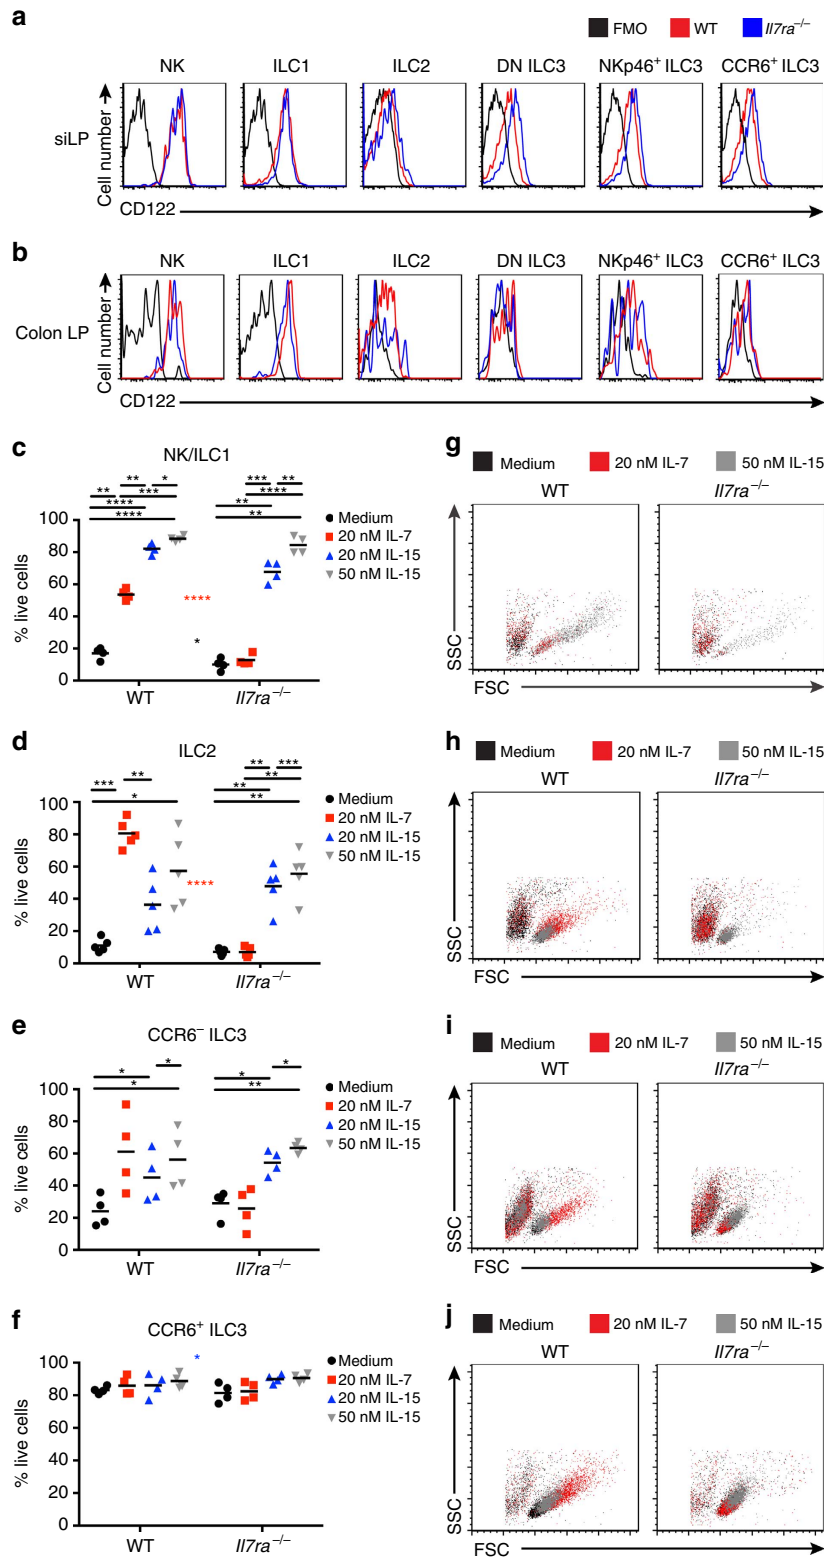 a
FMO WT Il7ra⁻/⁻
NK ILC1 ILC2 DN ILC3 NKp46⁺ ILC3 CCR6⁺ ILC3
siLP
Cell number
CD122
b
NK ILC1 ILC2 DN ILC3 NKp46⁺ ILC3 CCR6⁺ ILC3
Colon LP
Cell number
CD122
c
NK/ILC1
** *** ** * *** **** ****
*** ** **** ** **
100
80
60
40
20
0
% live cells
****
*
WT Il7ra⁻/⁻
Medium
20 nM IL-7
20 nM IL-15
50 nM IL-15
d
ILC2
*** ** *
** *** ** ** **
100
80
60
40
20
0
% live cells
****
WT Il7ra⁻/⁻
Medium
20 nM IL-7
20 nM IL-15
50 nM IL-15
e
CCR6⁻ ILC3
* * *
* * **
100
80
60
40
20
0
% live cells
WT Il7ra⁻/⁻
Medium
20 nM IL-7
20 nM IL-15
50 nM IL-15
f
CCR6⁺ ILC3
*
100
80
60
40
20
0
% live cells
WT Il7ra⁻/⁻
Medium
20 nM IL-7
20 nM IL-15
50 nM IL-15
g
Medium 20 nM IL-7 50 nM IL-15
WT Il7ra⁻/⁻
SSC
FSC
h
Medium 20 nM IL-7 50 nM IL-15
WT Il7ra⁻/⁻
SSC
FSC
i
Medium 20 nM IL-7 50 nM IL-15
WT Il7ra⁻/⁻
SSC
FSC
j
Medium 20 nM IL-7 50 nM IL-15
WT Il7ra⁻/⁻
SSC
FSC